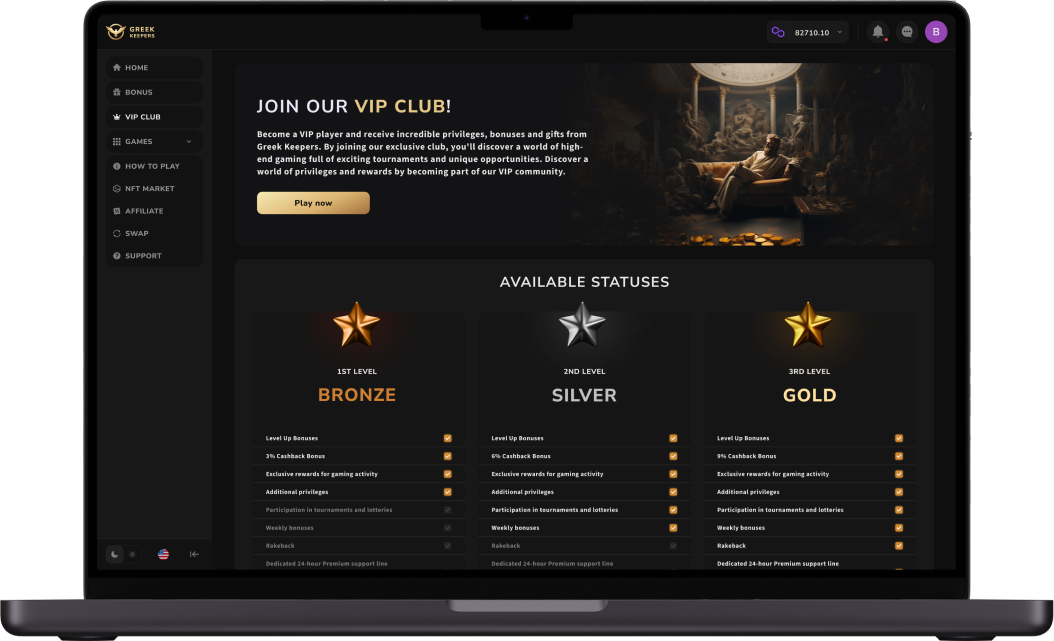 GREEK
KEEPERS
82710.10
B
HOME
BONUS
VIP CLUB
GAMES
HOW TO PLAY
NFT MARKET
AFFILIATE
SWAP
SUPPORT
JOIN OUR VIP CLUB!
Become a VIP player and receive incredible privileges, bonuses and gifts from
Greek Keepers. By joining our exclusive club, you'll discover a world of high-
end gaming full of exciting tournaments and unique opportunities. Discover a
world of privileges and rewards by becoming part of our VIP community.
Play now
AVAILABLE STATUSES
1ST LEVEL
BRONZE
Level Up Bonuses
3% Cashback Bonus
Exclusive rewards for gaming activity
Additional privileges
Participation in tournaments and lotteries
Weekly bonuses
Rakeback
Dedicated 24-hour Premium support line
2ND LEVEL
SILVER
Level Up Bonuses
6% Cashback Bonus
Exclusive rewards for gaming activity
Additional privileges
Participation in tournaments and lotteries
Weekly bonuses
Rakeback
Dedicated 24-hour Premium support line
3RD LEVEL
GOLD
Level Up Bonuses
9% Cashback Bonus
Exclusive rewards for gaming activity
Additional privileges
Participation in tournaments and lotteries
Weekly bonuses
Rakeback
Dedicated 24-hour Premium support line